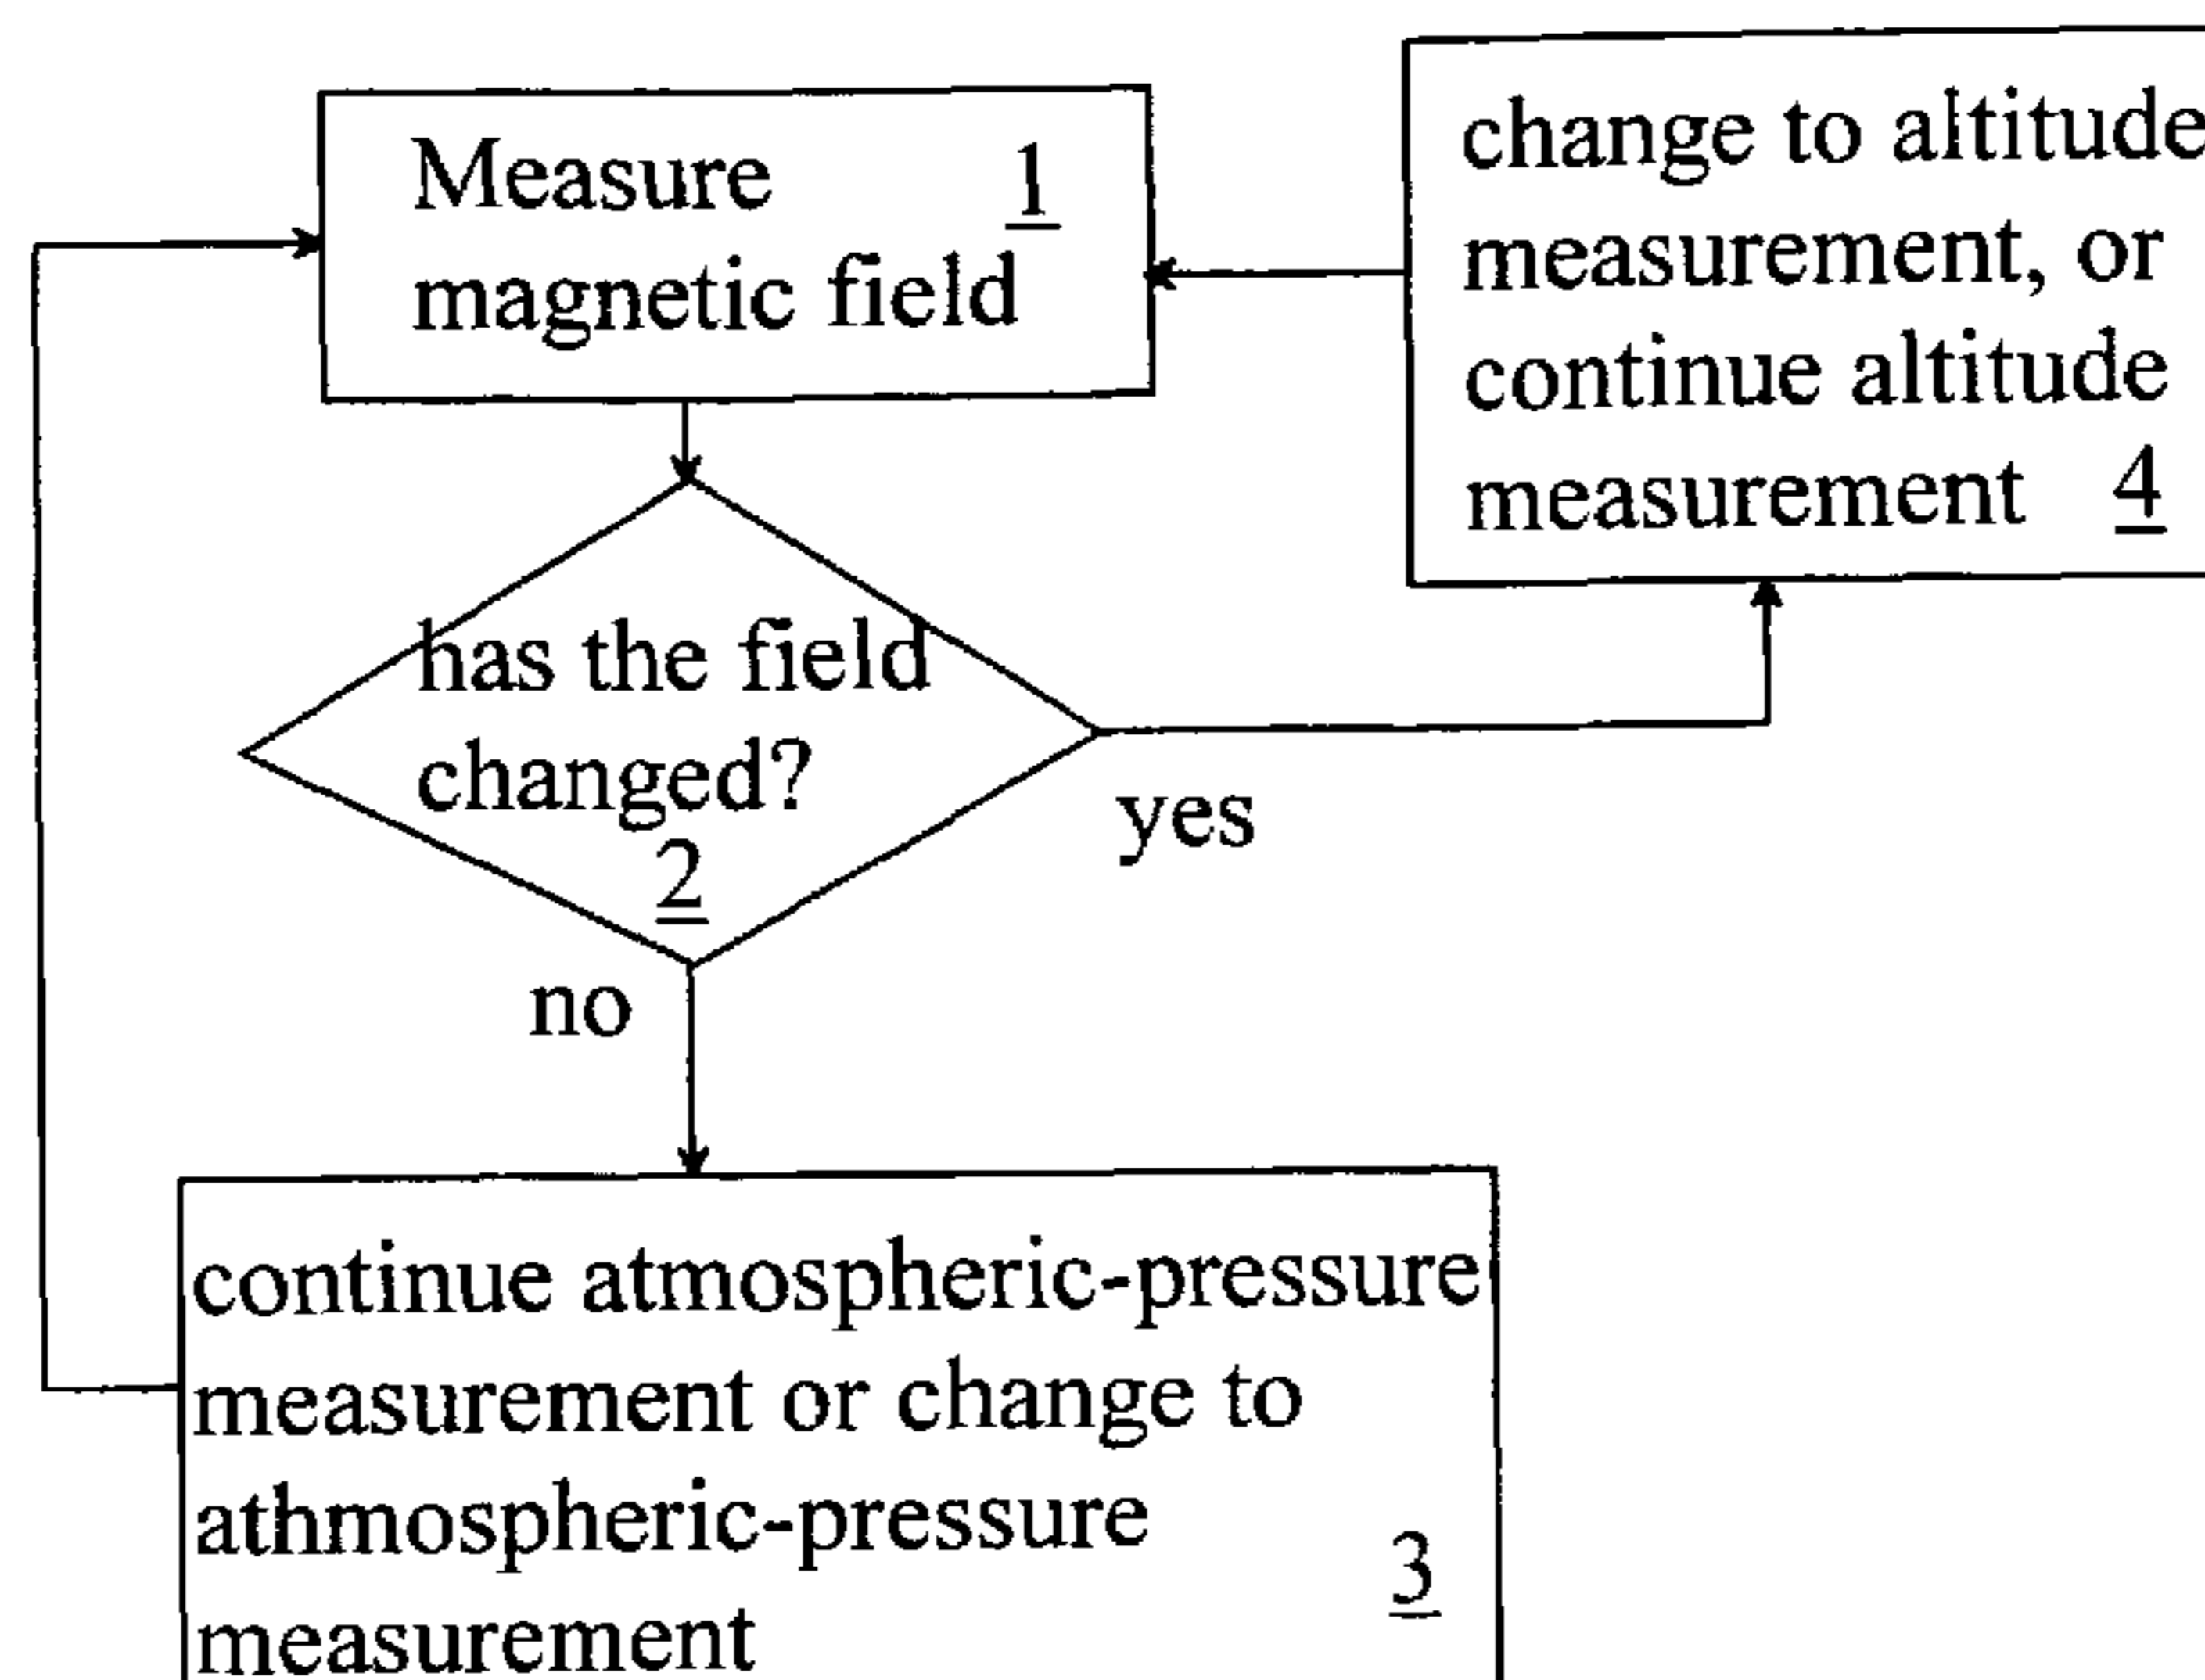 Measure 1
magnetic field
change to altitude
measurement, or
continue altitude
measurement 4
has the field
changed?
2
yes
no
continue atmospheric-pressure
measurement or change to
athmospheric-pressure
3
measurement